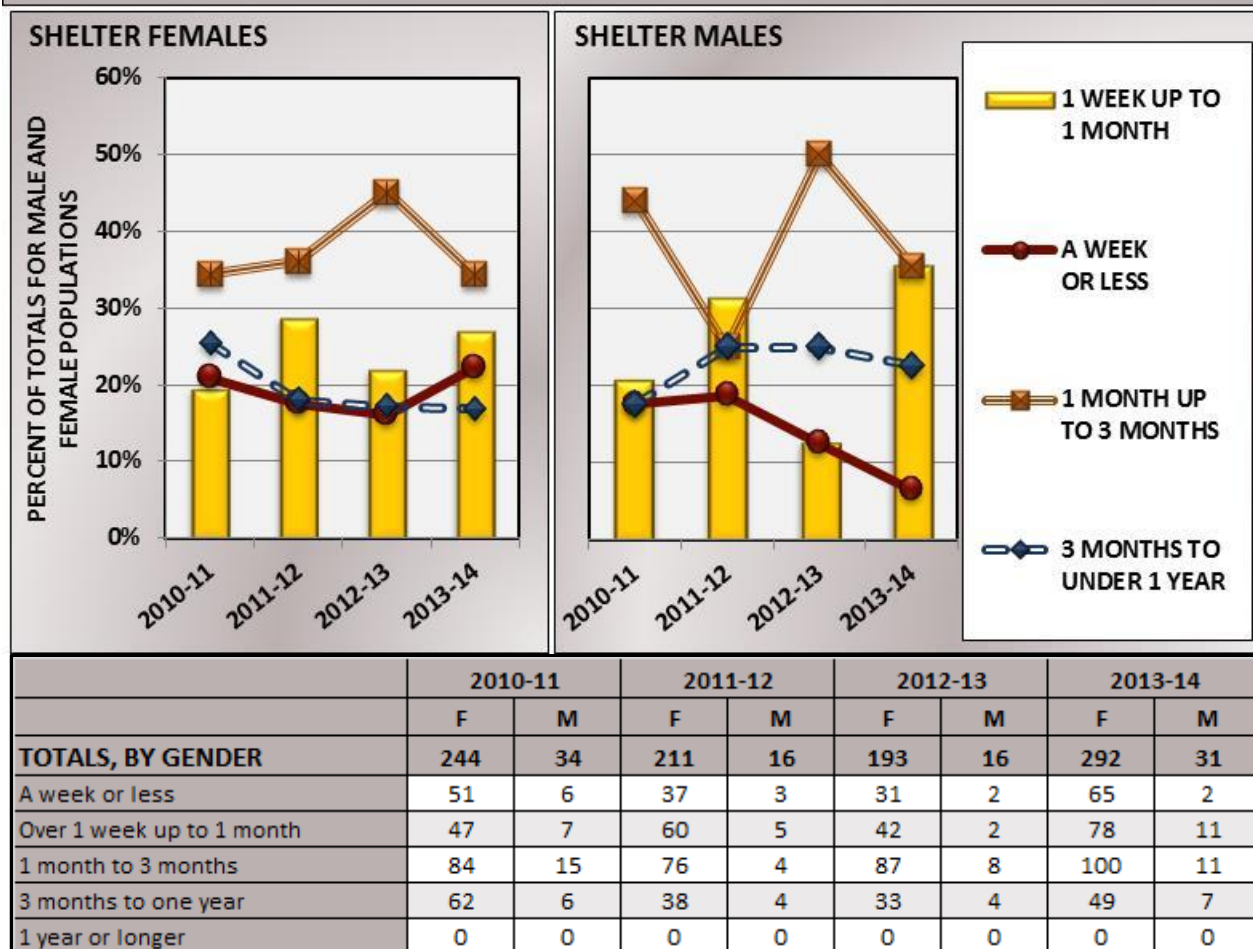 SHELTER FEMALES
PERCENT OF TOTALS FOR MALE AND
FEMALE POPULATIONS
60%
50%
40%
30%
20%
10%
0%
2010-11
2011-12
2012-13
2013-14
SHELTER MALES
2010-11
2011-12
2012-13
2013-14
1 WEEK UP TO
1 MONTH
A WEEK
OR LESS
1 MONTH UP
TO 3 MONTHS
3 MONTHS TO
UNDER 1 YEAR
2010-11 2011-12 2012-13 2013-14
F M F M F M F M
TOTALS, BY GENDER 244 34 211 16 193 16 292 31
A week or less 51 6 37 3 31 2 65 2
Over 1 week up to 1 month 47 7 60 5 42 2 78 11
1 month to 3 months 84 15 76 4 87 8 100 11
3 months to one year 62 6 38 4 33 4 49 7
1 year or longer 0 0 0 0 0 0 0 0